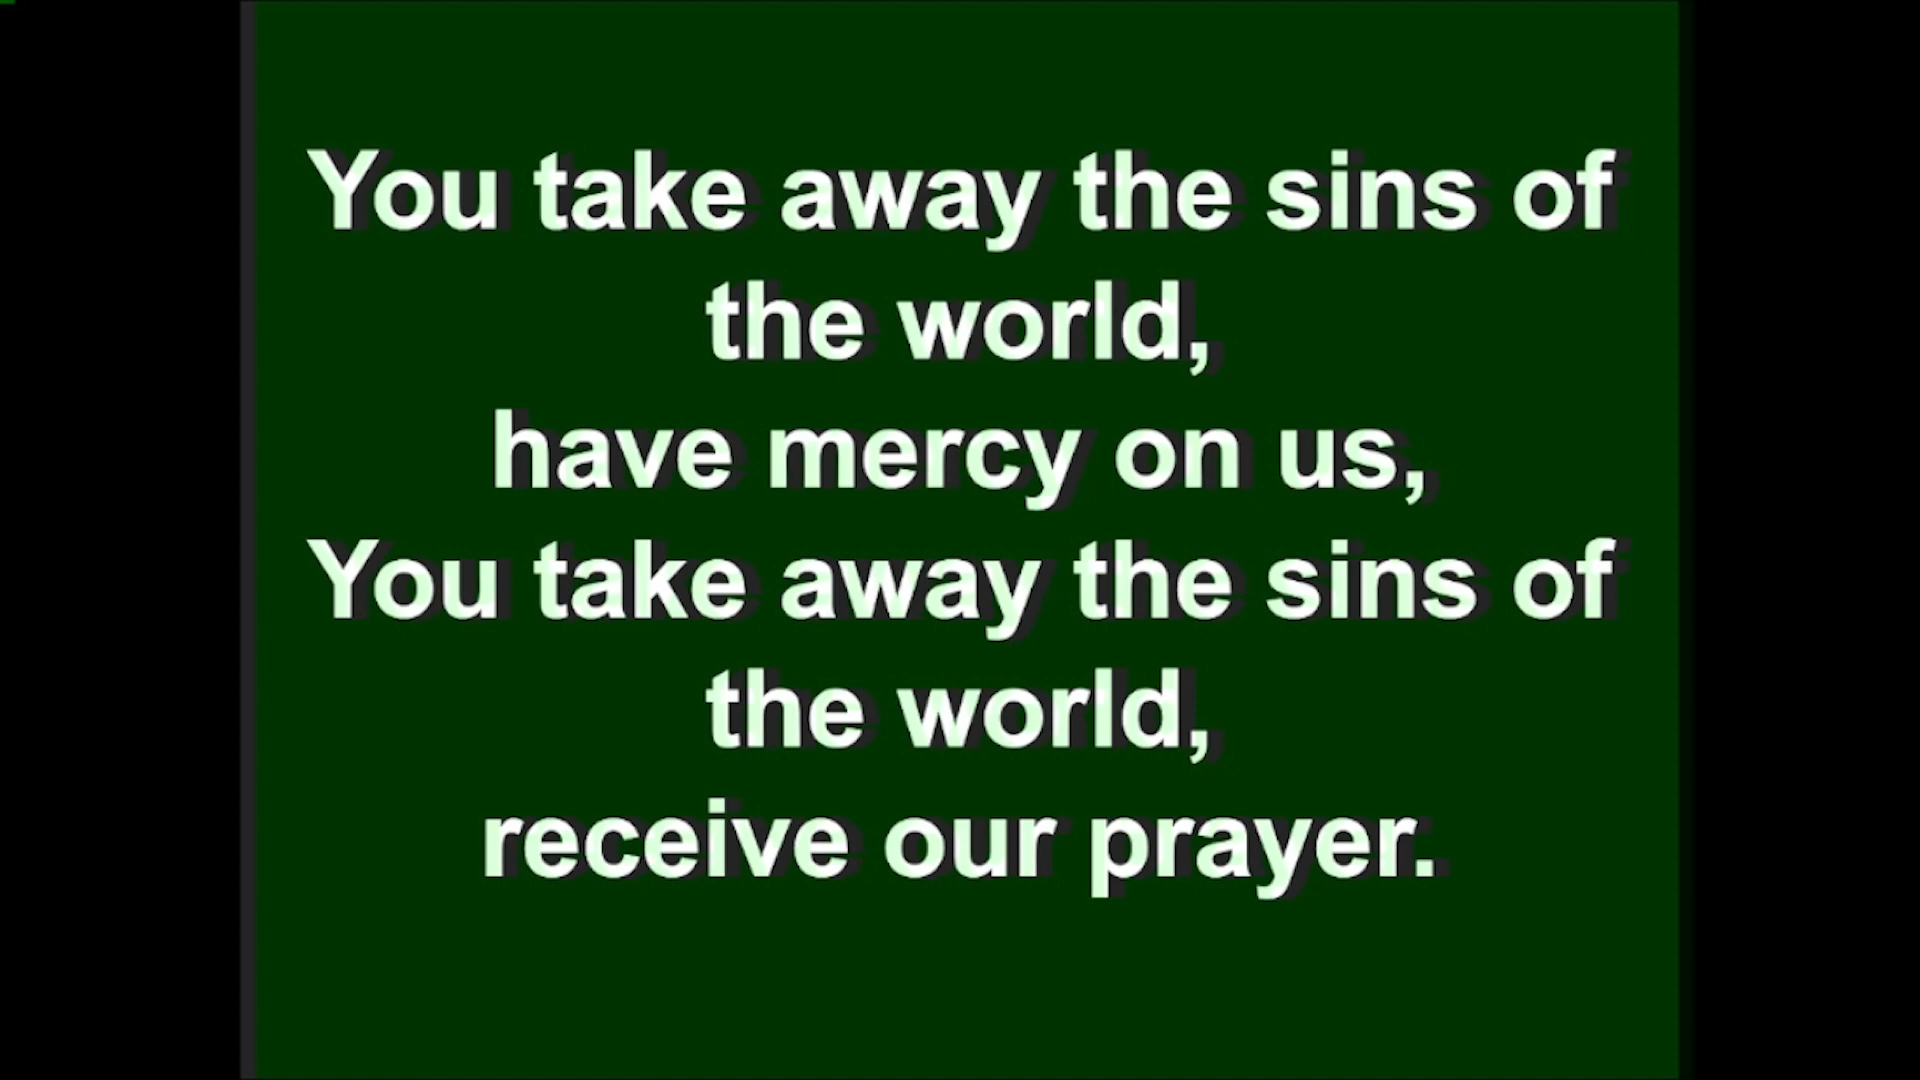 You take away the sins of
the world,
have mercy on us,
You take away the sins of
the world,
receive our prayer.